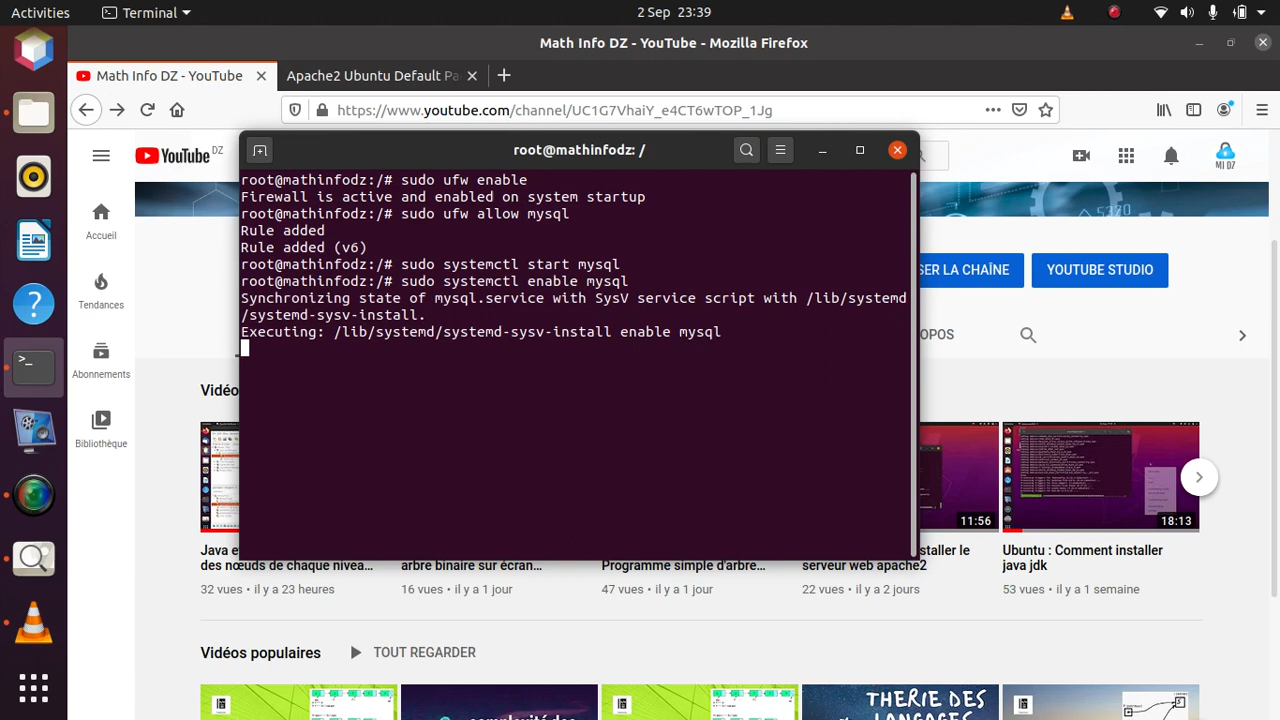 Activities
Terminal
2 Sep 23:39
Math Info DZ - YouTube - Mozilla Firefox
Math Info DZ - YouTube
Apache2 Ubuntu Default Pa
https://www.youtube.com/channel/UC1G7VhaiY_e4CT6wTOP_1Jg
YouTube DZ
MI DZ
root@mathinfodz: /
root@mathinfodz:/# sudo ufw enable
Firewall is active and enabled on system startup
root@mathinfodz:/# sudo ufw allow mysql
Rule added
Rule added (v6)
root@mathinfodz:/# sudo systemctl start mysql
root@mathinfodz:/# sudo systemctl enable mysql
Synchronizing state of mysql.service with SysV service script with /lib/systemd
/systemd-sysv-install.
Executing: /lib/systemd/systemd-sysv-install enable mysql
Accueil
Tendances
Abonnements
Bibliothèque
SER LA CHAÎNE
YOUTUBE STUDIO
OPOS
Vidéo
11:56
18:13
Java e
des nœuds de chaque nivea…
32 vues • il y a 23 heures
arbre binaire sur écran…
16 vues • il y a 1 jour
Programme simple d'arbre…
47 vues • il y a 1 jour
staller le
serveur web apache2
22 vues • il y a 2 jours
Ubuntu : Comment installer
java jdk
53 vues • il y a 1 semaine
Vidéos populaires
TOUT REGARDER
THERIE DES